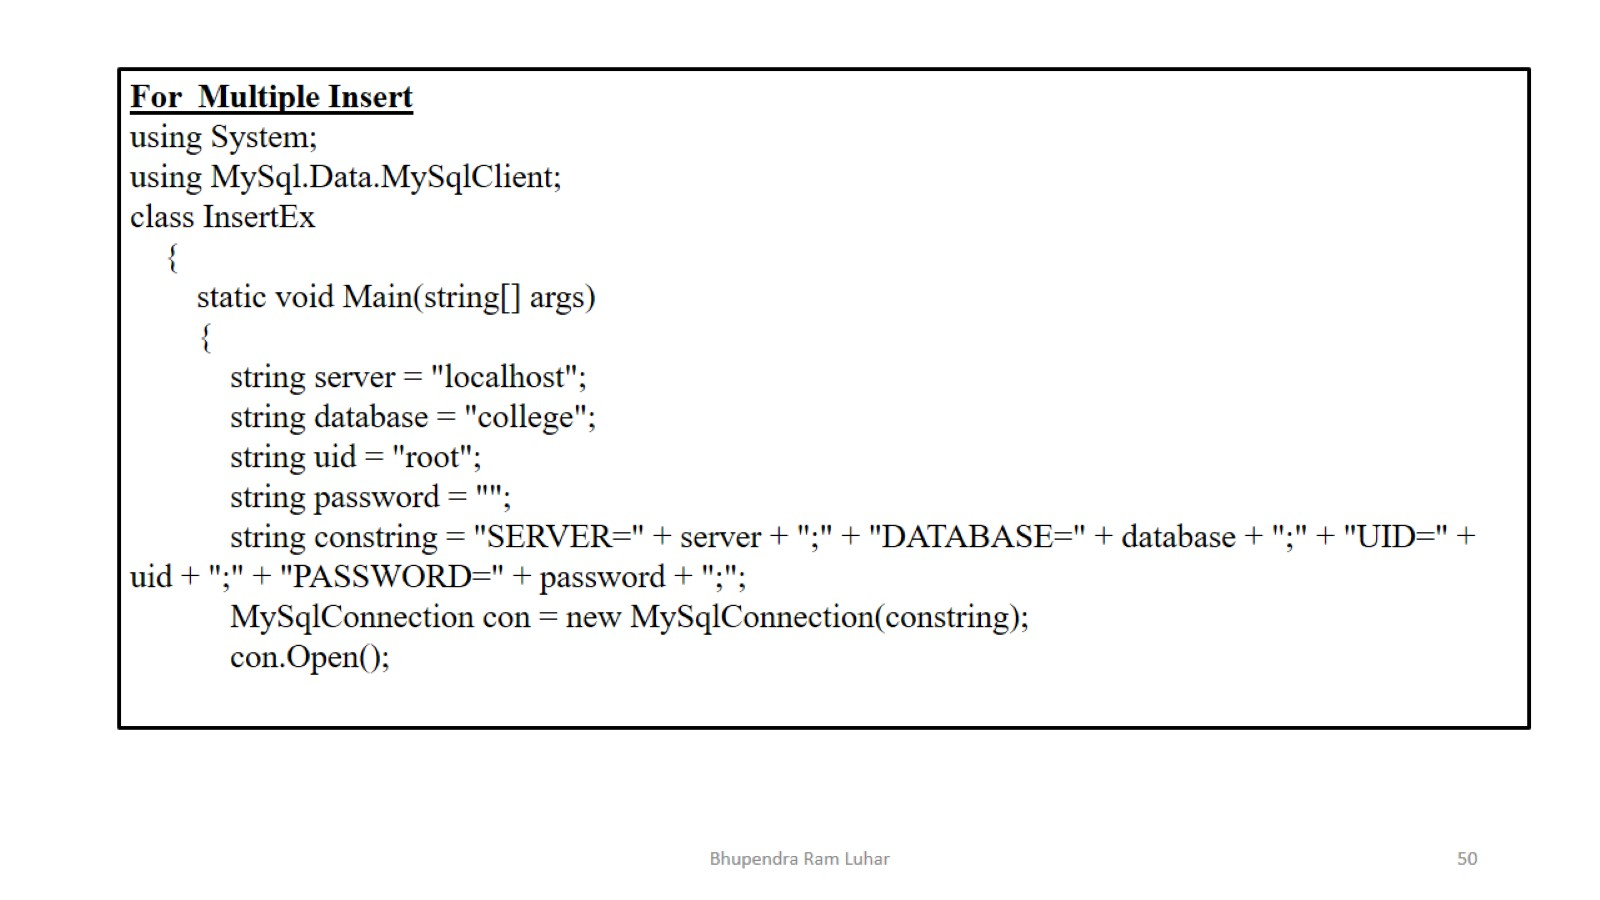 For  Multiple Insert
using System;
using MySql.Data.MySqlClient;
class InsertEx
{
static void Main(string[] args)
{
string server = "localhost";
string database = "college";
string uid = "root";
string password = "";
string constring = "SERVER=" + server + ";" + "DATABASE=" + database + ";" + "UID=" +
uid + ";" + "PASSWORD=" + password + ";";
MySqlConnection con = new MySqlConnection(constring);
con.Open();
Bhupendra Ram Luhar
50